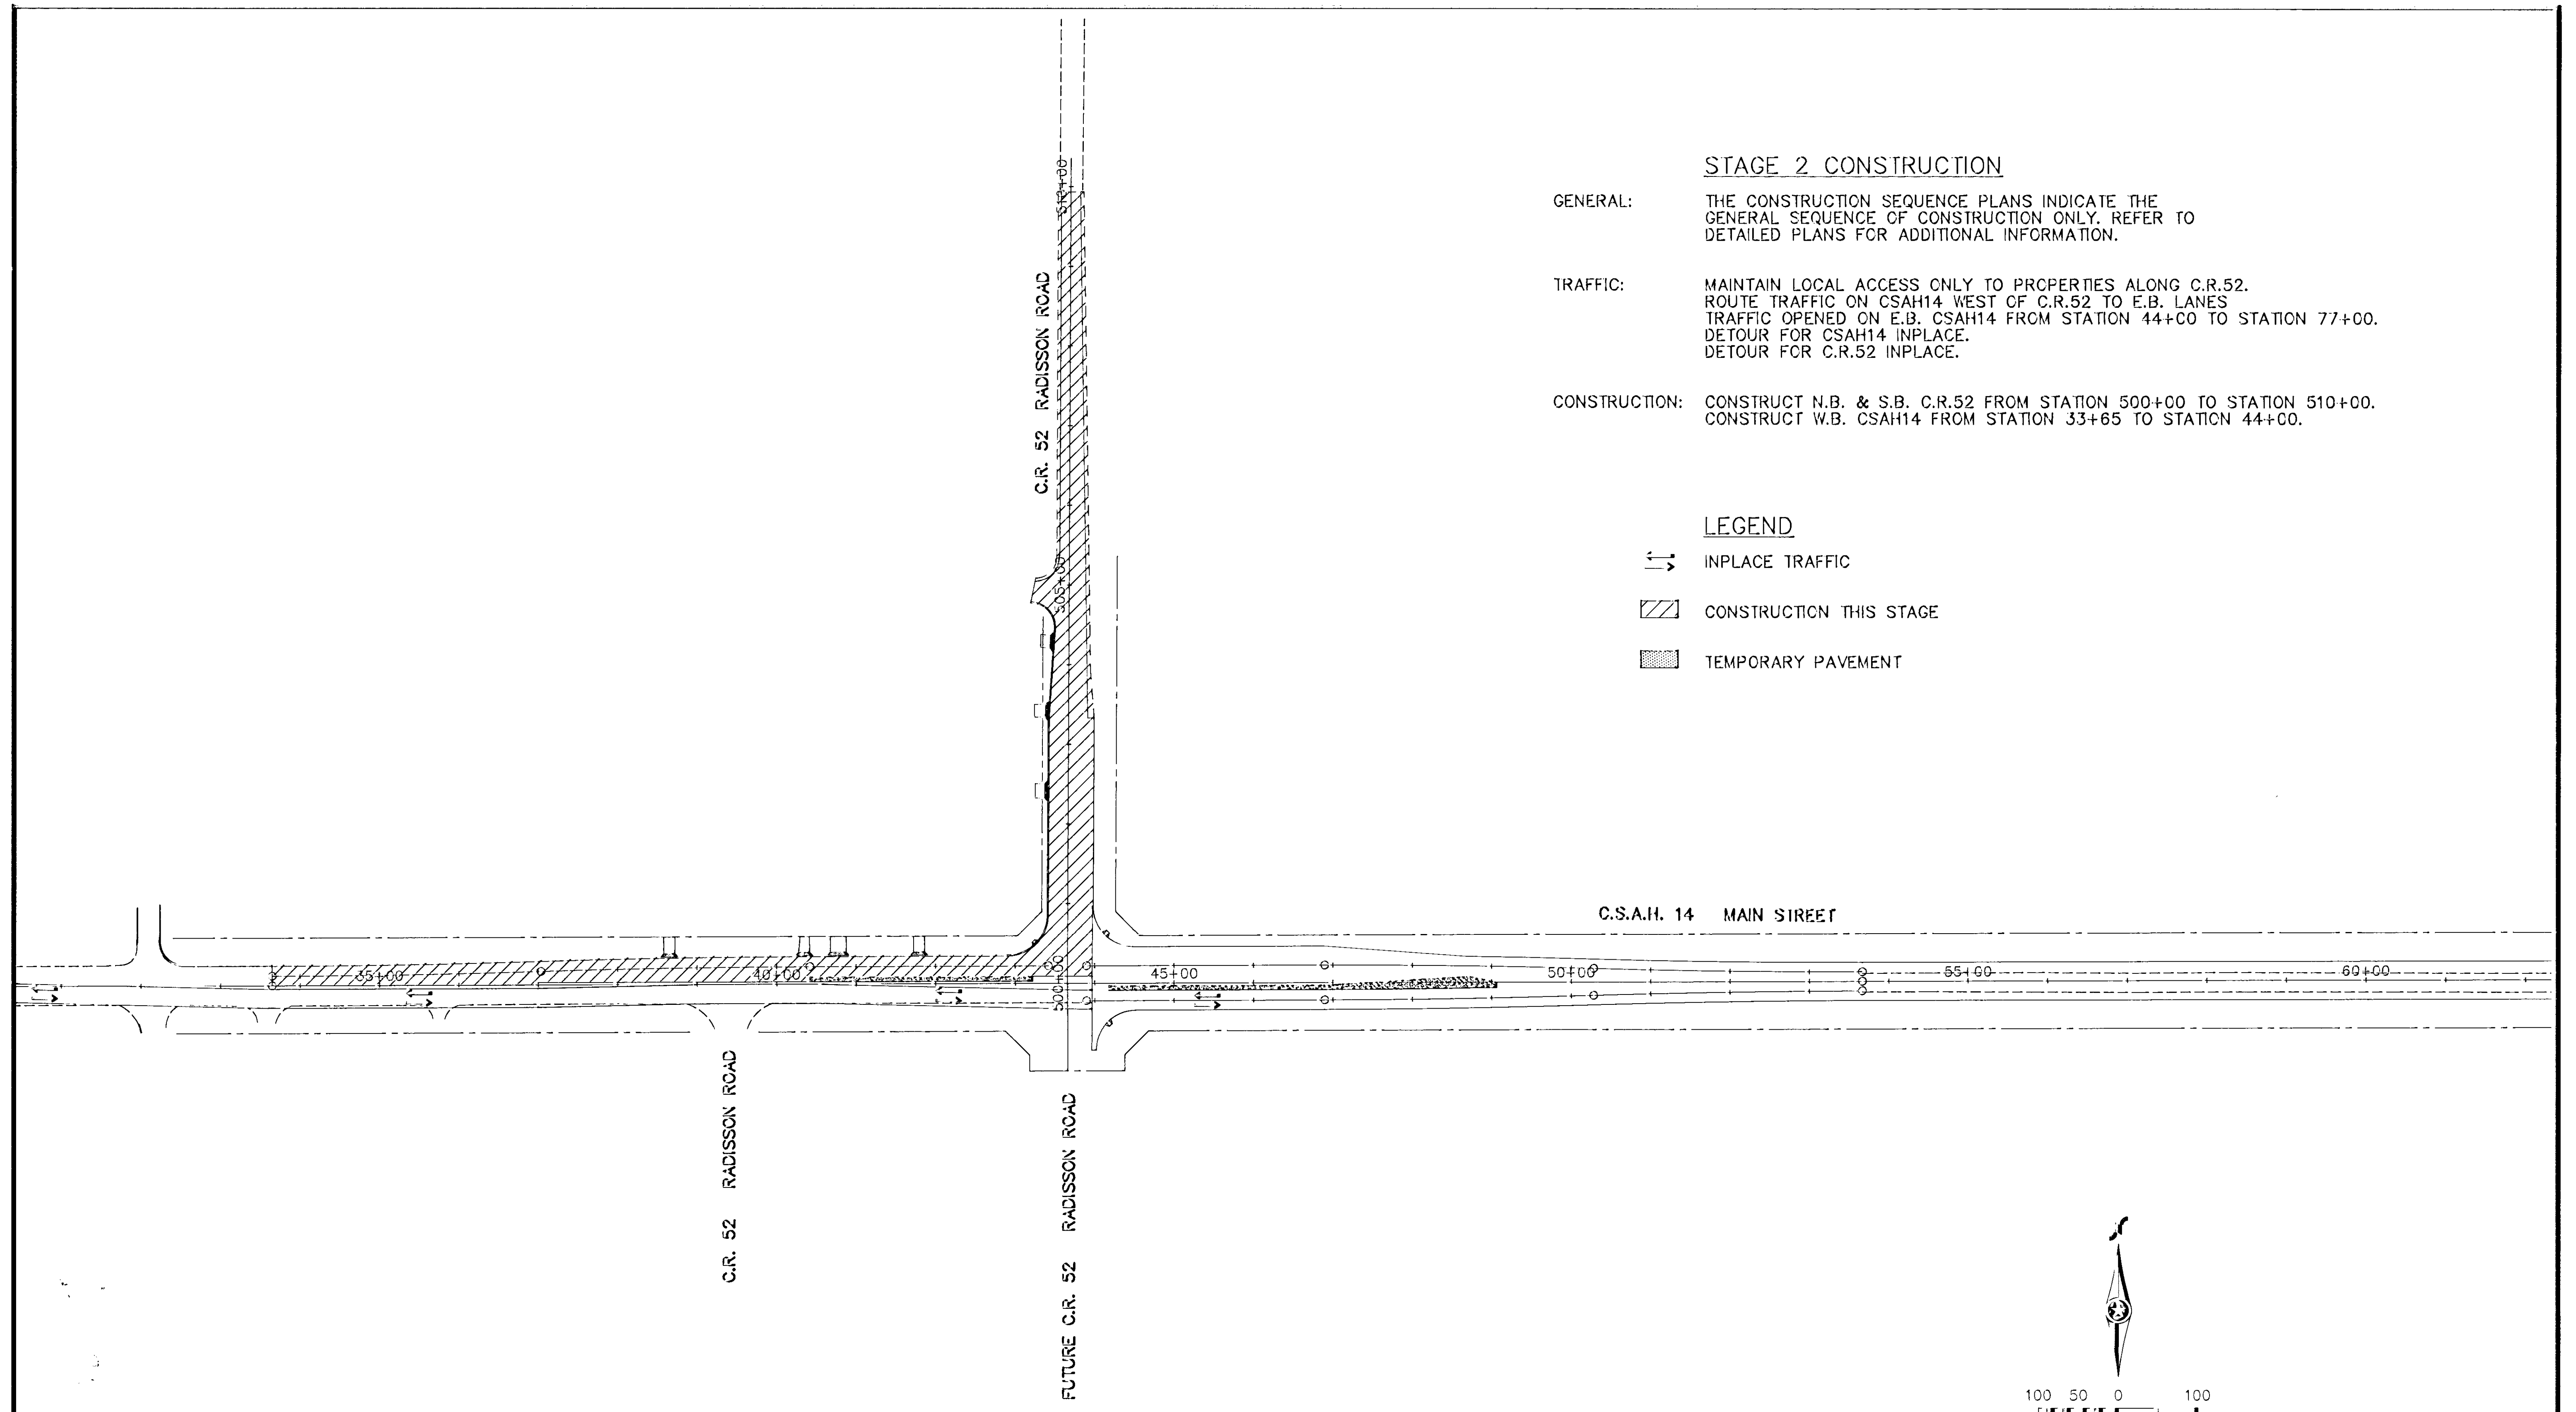 STAGE 2 CONSTRUCTION
GENERAL: THE CONSTRUCTION SEQUENCE PLANS INDICATE THE
GENERAL SEQUENCE OF CONSTRUCTION ONLY. REFER TO
DETAILED PLANS FOR ADDITIONAL INFORMATION.
TRAFFIC: MAINTAIN LOCAL ACCESS ONLY TO PROPERTIES ALONG C.R.52.
ROUTE TRAFFIC ON CSAH14 WEST OF C.R.52 TO E.B. LANES
TRAFFIC OPENED ON E.B. CSAH14 FROM STATION 44+00 TO STATION 77+00.
DETOUR FOR CSAH14 INPLACE.
DETOUR FOR C.R.52 INPLACE.
CONSTRUCTION: CONSTRUCT N.B. & S.B. C.R.52 FROM STATION 500+00 TO STATION 510+00.
CONSTRUCT W.B. CSAH14 FROM STATION 33+65 TO STATION 44+00.
LEGEND
INPLACE TRAFFIC
CONSTRUCTION THIS STAGE
TEMPORARY PAVEMENT
C.R. 52 RADISSON ROAD
505+00
C.S.A.H. 14 MAIN STREET
35+00
40+00
45+00
50+00
55+00
60+00
500+00
C.R. 52 RADISSON ROAD
FUTURE C.R. 52 RADISSON ROAD
100 50 0 100